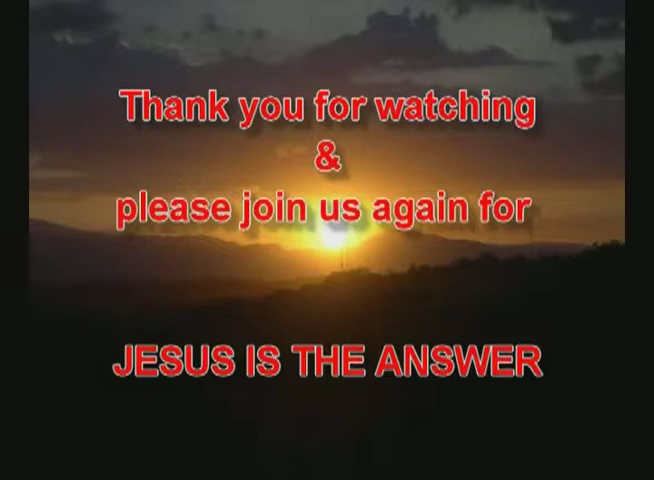 Thank you for watching
&
please join us again for
JESUS IS THE ANSWER